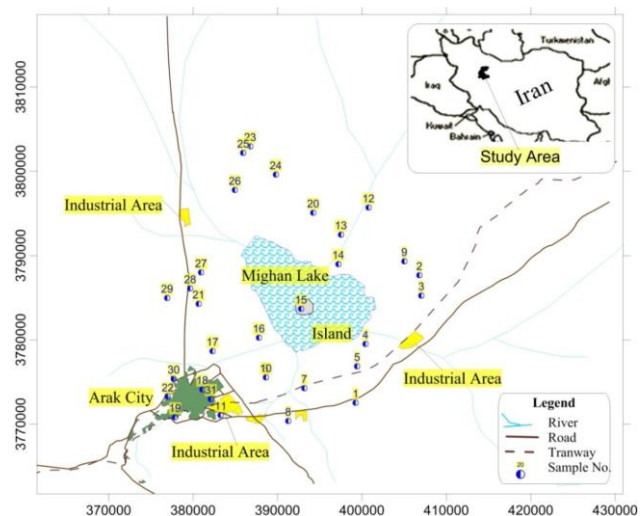 Turkmenistan
Iraq
Iran
Afg
Kuwait
Bahrain
Study Area
3810000
3800000
3790000
3780000
3770000
23
25
24
26
12
20
13
Industrial Area
14
9
27
2
28
Mighan Lake
29
21
3
15
Island
16
4
17
5
30
10
Industrial Area
Arak City
22
18
31
7
19
11
8
1
Industrial Area
Legend
River
Road
Tranway
20
Sample No.
370000
380000
390000
400000
410000
420000
430000